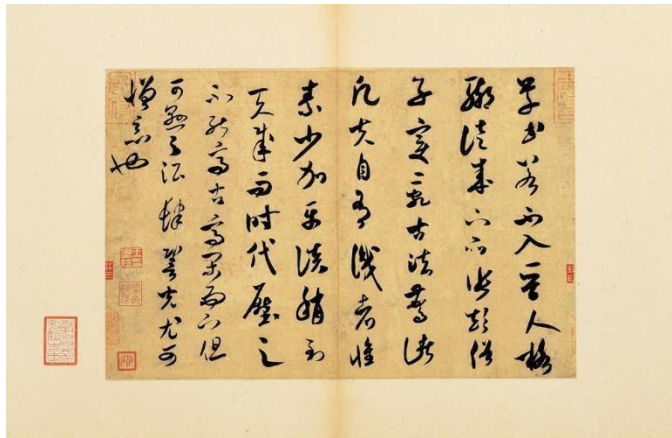 草書若不入晉人格
輒徒成下品張顛俗
子變亂古法驚諸
凡夫自有識者懷
素少加平淡稍到
天成而時代壓之
不能高古高閑而下但
可懸之酒肆䛒光尤可
憎惡也